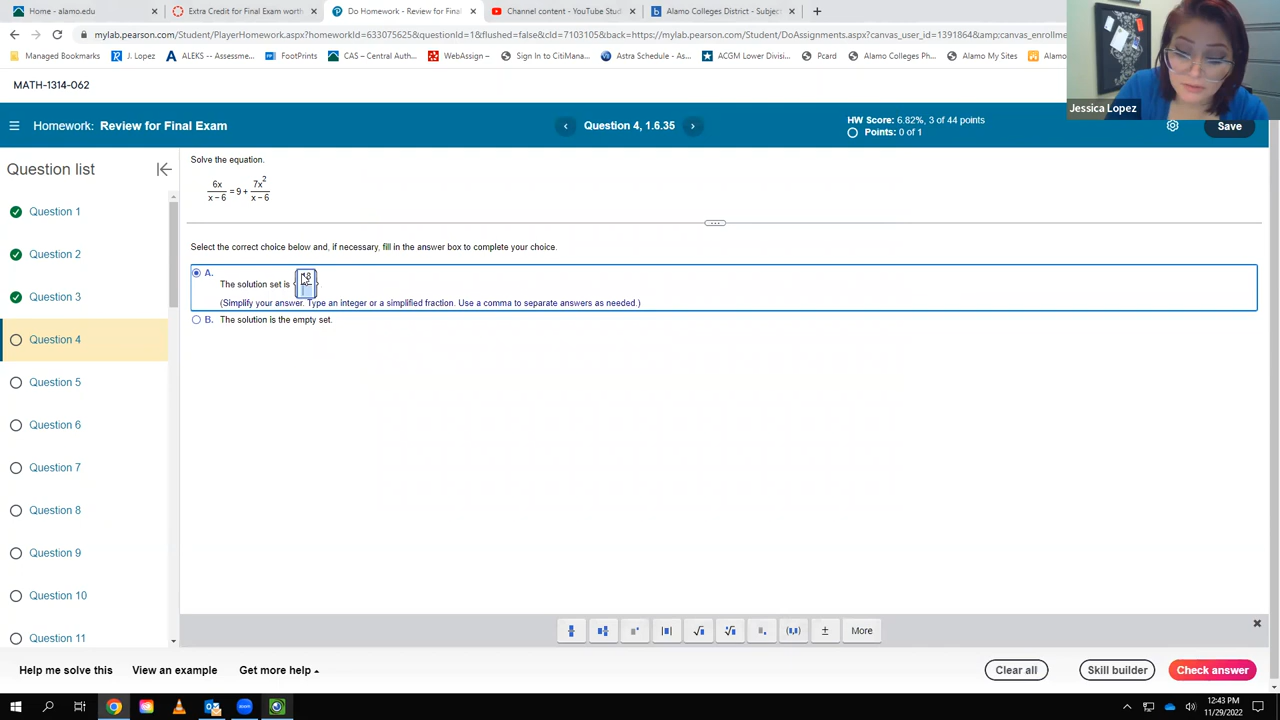 Home - alamo.edu
Extra Credit for Final Exam worth
Do Homework - Review for Final
Channel content - YouTube Stud
Alamo Colleges District - Subject
mylab.pearson.com/Student/PlayerHomework.aspx?homeworkId=633075625&questionId=1&flushed=false&cId=7103105&back=https://mylab.pearson.com/Student/DoAssignments.aspx?canvas_user_id=1391864&amp;canvas_enrollme
Managed Bookmarks
J. Lopez
ALEKS -- Assessme...
FootPrints
CAS – Central Auth...
WebAssign –
Sign In to CitiMana...
Astra Schedule - As...
ACGM Lower Divisi...
Pcard
Alamo Colleges Ph...
Alamo My Sites
Alamo
MATH-1314-062
Jessica Lopez
Homework: Review for Final Exam
Question 4, 1.6.35
HW Score: 6.82%, 3 of 44 points
Points: 0 of 1
Save
Question list
Question 1
Question 2
Question 3
Question 4
Question 5
Question 6
Question 7
Question 8
Question 9
Question 10
Question 11
Solve the equation.
6x/(x − 6) = 9 + 7x²/(x − 6)
Select the correct choice below and, if necessary, fill in the answer box to complete your choice.
A.
The solution set is { }
(Simplify your answer. Type an integer or a simplified fraction. Use a comma to separate answers as needed.)
B. The solution is the empty set.
More
Help me solve this
View an example
Get more help
Clear all
Skill builder
Check answer
12:43 PM
11/29/2022